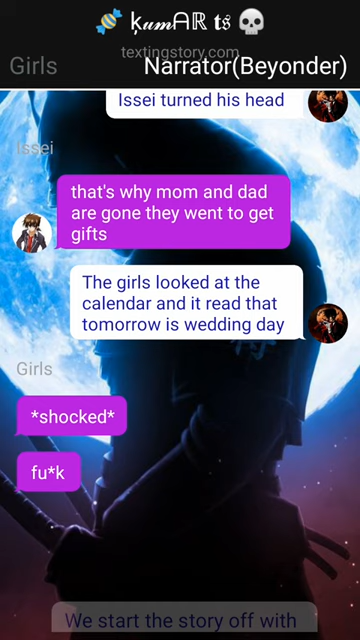 🍬 ķ𝓾𝓶ᗩℝ 𝖙𝔰 💀
textingstory.com
Girls
Narrator(Beyonder)
Issei turned his head
Issei
that's why mom and dad
are gone they went to get
gifts
The girls looked at the
calendar and it read that
tomorrow is wedding day
Girls
*shocked*
fu*k
We start the story off with